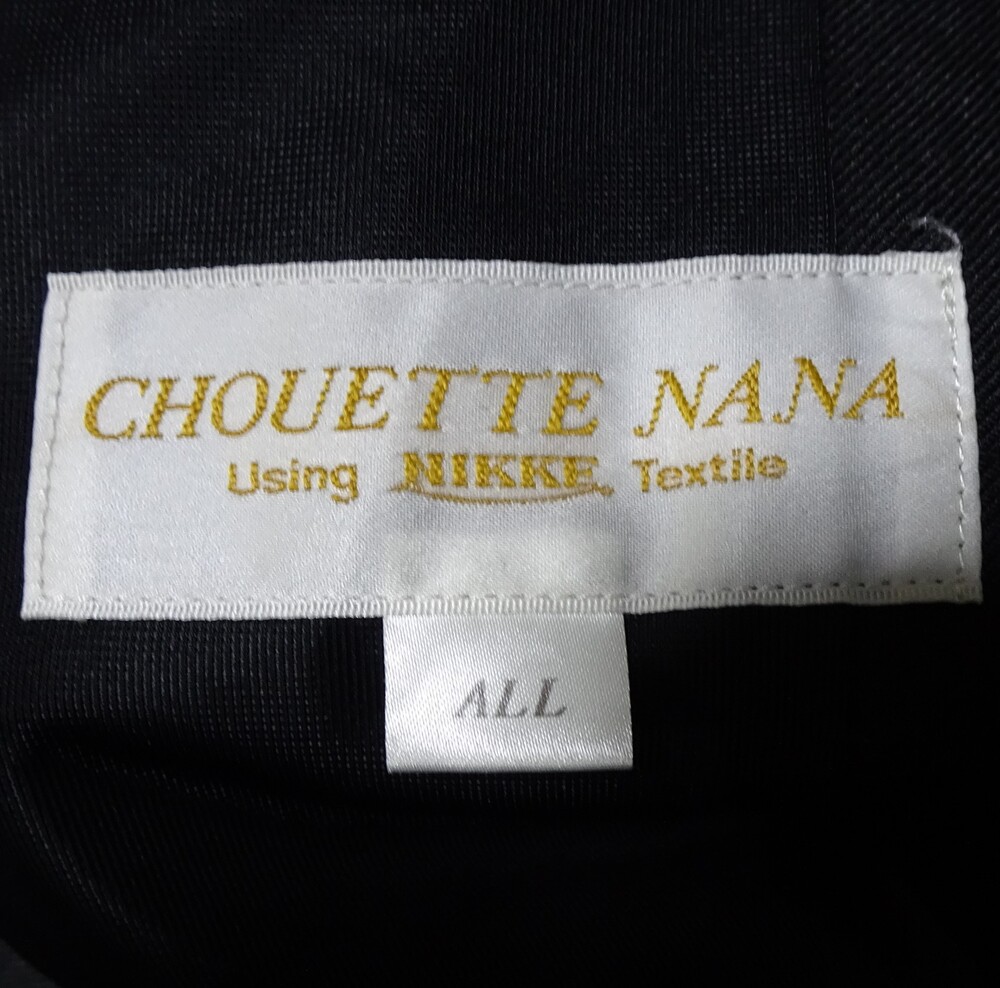 CHOUETTE NANA
Using NIKKE Textile
ALL